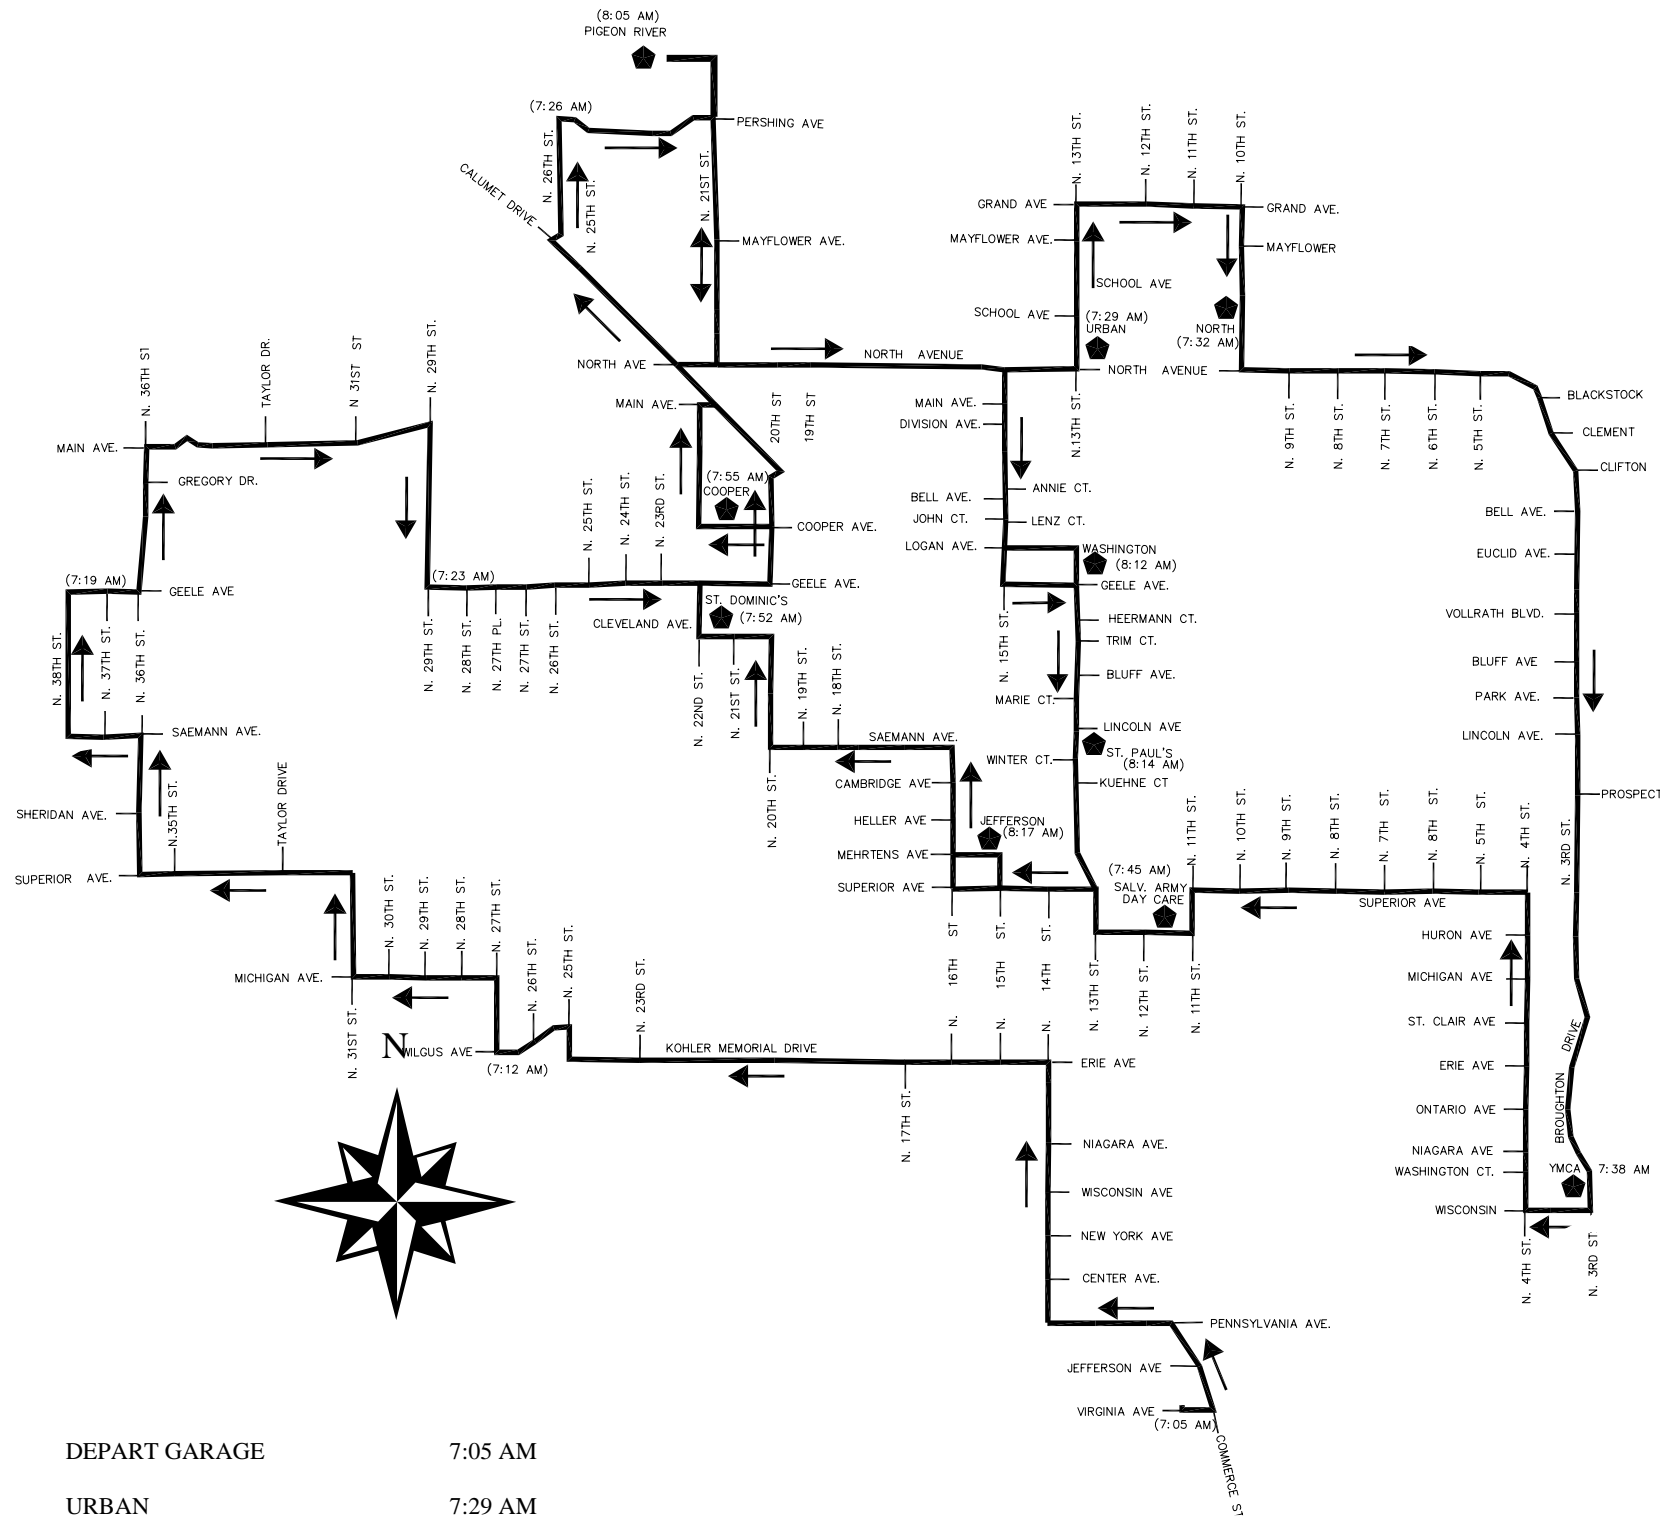 (8:05 AM)
PIGEON RIVER
(7:26 AM)
PERSHING AVE
N. 26TH ST.
N. 25TH ST.
N. 21ST ST.
CALUMET DRIVE
MAYFLOWER AVE.
N. 13TH ST.
N. 12TH ST.
N. 11TH ST.
N. 10TH ST.
GRAND AVE
GRAND AVE.
MAYFLOWER AVE.
MAYFLOWER
SCHOOL AVE
SCHOOL AVE
(7:29 AM)
URBAN
NORTH
(7:32 AM)
NORTH AVE
NORTH AVENUE
NORTH AVENUE
N. 36TH ST
TAYLOR DR.
N 31ST ST
N. 29TH ST.
MAIN AVE.
20TH ST
19TH ST
MAIN AVE.
DIVISION AVE.
N.13TH ST.
N. 9TH ST.
N. 8TH ST.
N. 7TH ST.
N. 6TH ST.
N. 5TH ST.
BLACKSTOCK
CLEMENT
CLIFTON
MAIN AVE.
GREGORY DR.
(7:55 AM)
COOPER
COOPER AVE.
N. 25TH ST.
N. 24TH ST.
N. 23RD ST.
ANNIE CT.
BELL AVE.
JOHN CT.
LENZ CT.
LOGAN AVE.
WASHINGTON
(8:12 AM)
BELL AVE.
EUCLID AVE.
(7:19 AM)
GEELE AVE
(7:23 AM)
GEELE AVE.
GEELE AVE.
ST. DOMINIC'S
(7:52 AM)
CLEVELAND AVE.
HEERMANN CT.
TRIM CT.
VOLLRATH BLVD.
N. 38TH ST.
N. 37TH ST.
N. 36TH ST.
N. 29TH ST.
N. 28TH ST.
N. 27TH PL.
N. 27TH ST.
N. 26TH ST.
N. 22ND ST.
N. 21ST ST.
N. 19TH ST.
N. 18TH ST.
N. 15TH ST.
BLUFF AVE.
MARIE CT.
BLUFF AVE
PARK AVE.
LINCOLN AVE
LINCOLN AVE.
SAEMANN AVE.
SAEMANN AVE.
ST. PAUL'S
(8:14 AM)
WINTER CT.
KUEHNE CT
CAMBRIDGE AVE
PROSPECT
SHERIDAN AVE.
N.35TH ST.
TAYLOR DRIVE
N. 20TH ST.
HELLER AVE
JEFFERSON
(8:17 AM)
MEHRTENS AVE
SUPERIOR AVE
N. 11TH ST.
N. 10TH ST.
N. 9TH ST.
N. 8TH ST.
N. 7TH ST.
N. 8TH ST.
N. 5TH ST.
N. 4TH ST.
N. 3RD ST.
(7:45 AM)
SALV. ARMY
DAY CARE
SUPERIOR AVE.
SUPERIOR AVE
N. 30TH ST.
N. 29TH ST.
N. 28TH ST.
N. 27TH ST.
N. 26TH ST.
N. 25TH ST.
N. 23RD ST.
N. 16TH ST
N. 15TH ST.
N. 14TH ST.
N. 13TH ST.
N. 12TH ST.
N. 11TH ST.
HURON AVE
MICHIGAN AVE
MICHIGAN AVE.
N. 31ST ST.
ST. CLAIR AVE
N
WILGUS AVE
(7:12 AM)
KOHLER MEMORIAL DRIVE
ERIE AVE
ERIE AVE
BROUGHTON DRIVE
N. 17TH ST.
ONTARIO AVE
NIAGARA AVE.
NIAGARA AVE
WASHINGTON CT.
YMCA
7:38 AM
WISCONSIN AVE
WISCONSIN
NEW YORK AVE
CENTER AVE.
N. 4TH ST.
N. 3RD ST
PENNSYLVANIA AVE.
JEFFERSON AVE
VIRGINIA AVE
(7:05 AM)
COMMERCE ST
DEPART GARAGE 7:05 AM
URBAN 7:29 AM